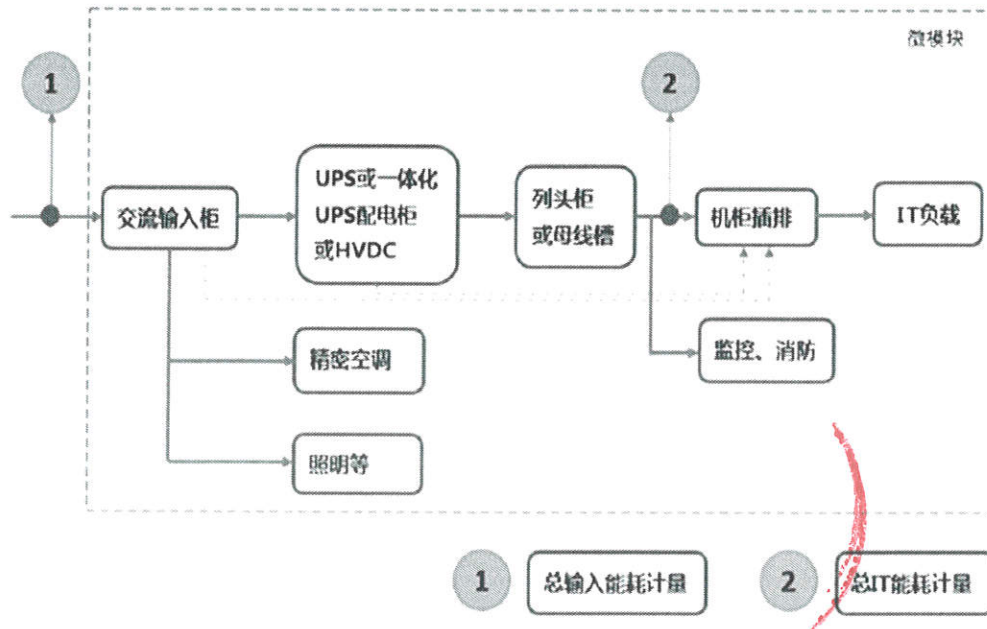 微模块
1
2
交流输入柜
UPS或一体化
UPS配电柜
或HVDC
列头柜
或母线槽
机柜插排
IT负载
监控、消防
精密空调
照明等
1
总输入能耗计量
2
总IT能耗计量